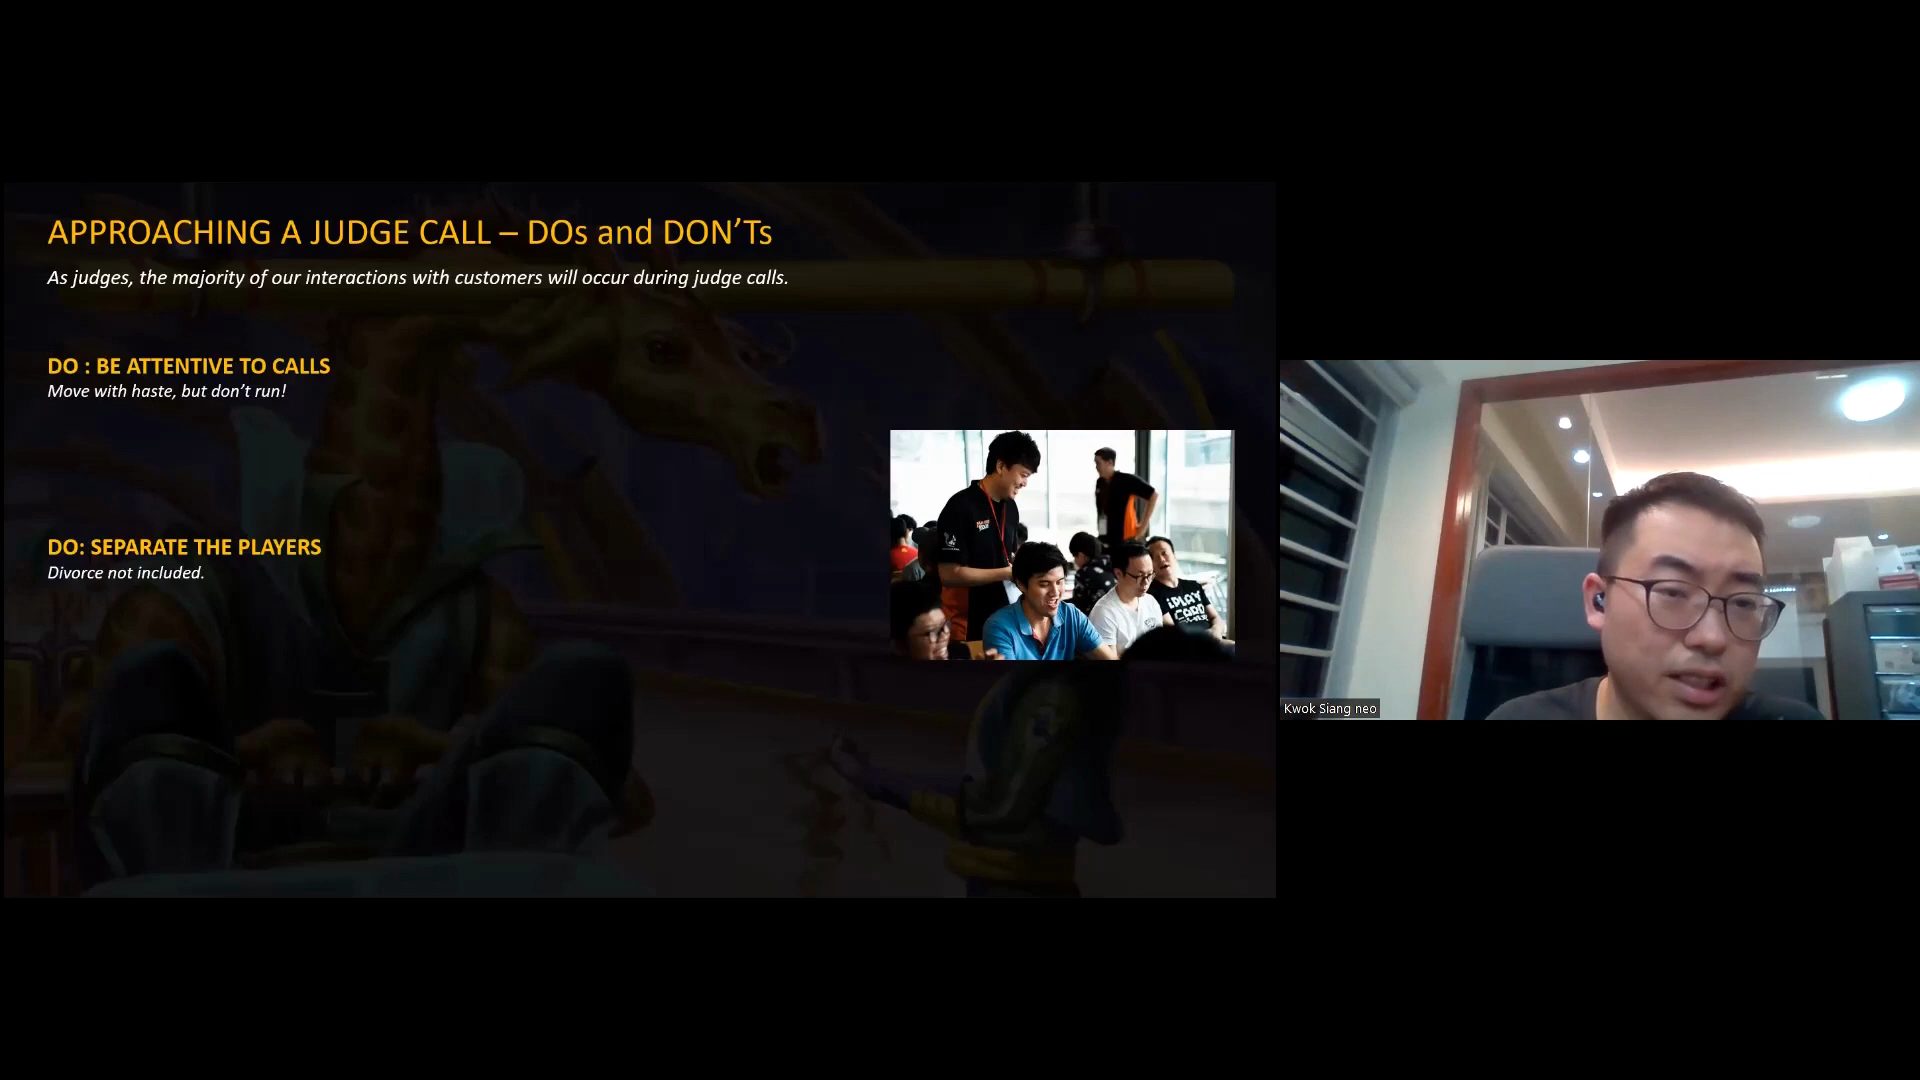 APPROACHING A JUDGE CALL – DOs and DON’Ts
As judges, the majority of our interactions with customers will occur during judge calls.
DO : BE ATTENTIVE TO CALLS
Move with haste, but don’t run!
DO: SEPARATE THE PLAYERS
Divorce not included.
iPLAY
CARD
Kwok Siang neo